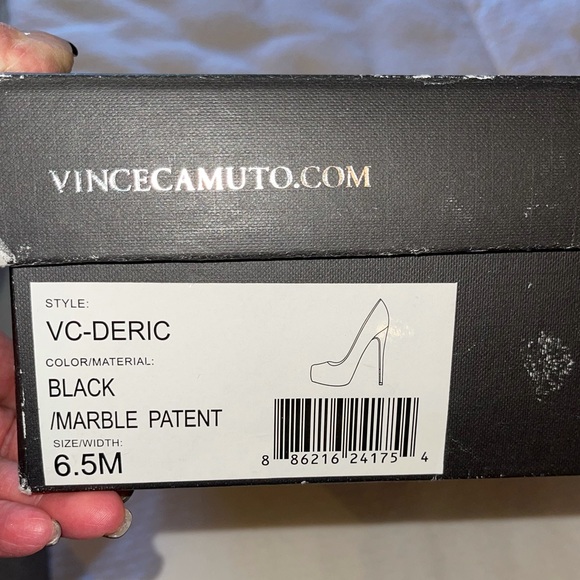 VINCECAMUTO.COM
STYLE:
VC-DERIC
COLOR/MATERIAL:
BLACK
/MARBLE PATENT
SIZE/WIDTH:
6.5M
8 86216 24175 4